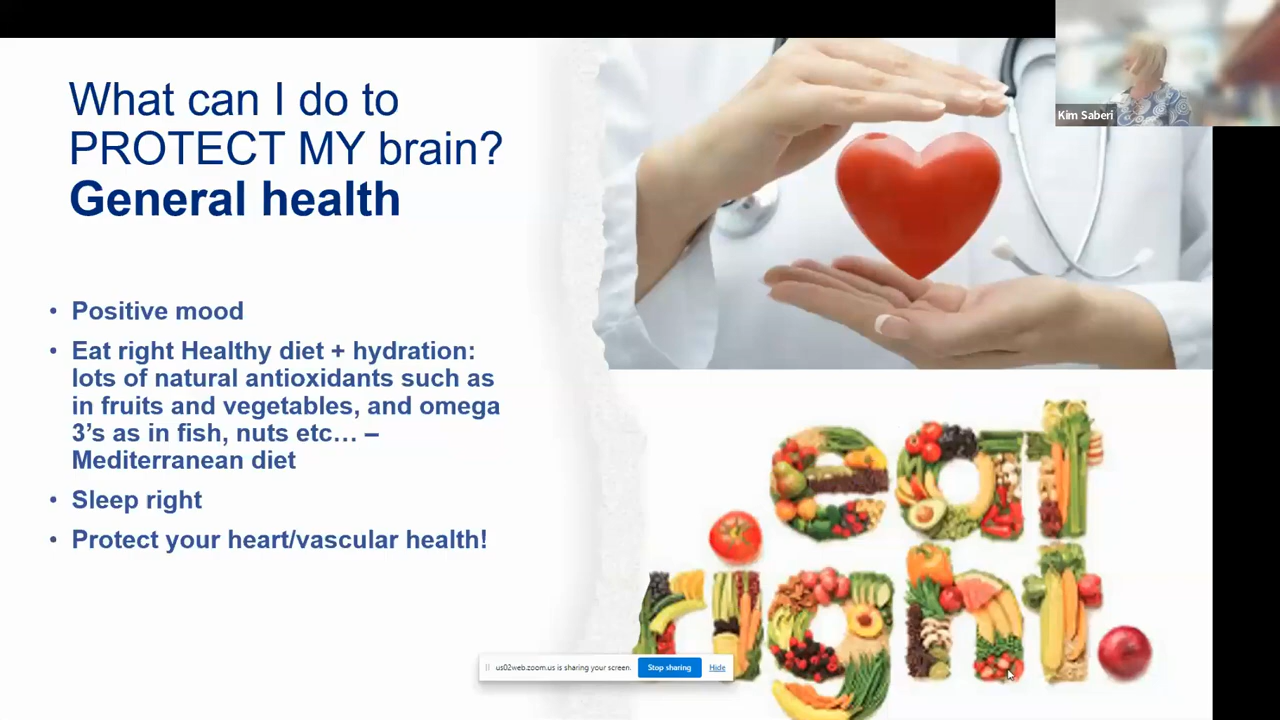 What can I do to
PROTECT MY brain?
General health
• Positive mood
• Eat right Healthy diet + hydration:
lots of natural antioxidants such as
in fruits and vegetables, and omega
3’s as in fish, nuts etc… –
Mediterranean diet
• Sleep right
• Protect your heart/vascular health!
Kim Saberi
eat
right.
us02web.zoom.us is sharing your screen.
Stop sharing
Hide